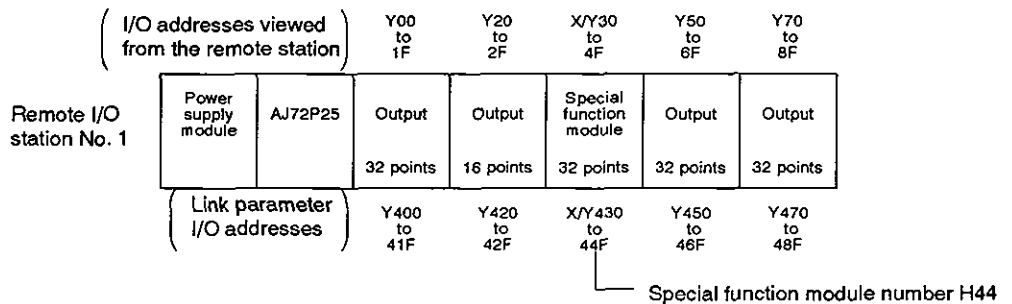 I/O addresses viewed
from the remote station
Y00
to
1F
Y20
to
2F
X/Y30
to
4F
Y50
to
6F
Y70
to
8F
Remote I/O
station No. 1
Power
supply
module
AJ72P25
Output
32 points
Output
16 points
Special
function
module
32 points
Output
32 points
Output
32 points
Link parameter
I/O addresses
Y400
to
41F
Y420
to
42F
X/Y430
to
44F
Y450
to
46F
Y470
to
48F
Special function module number H44